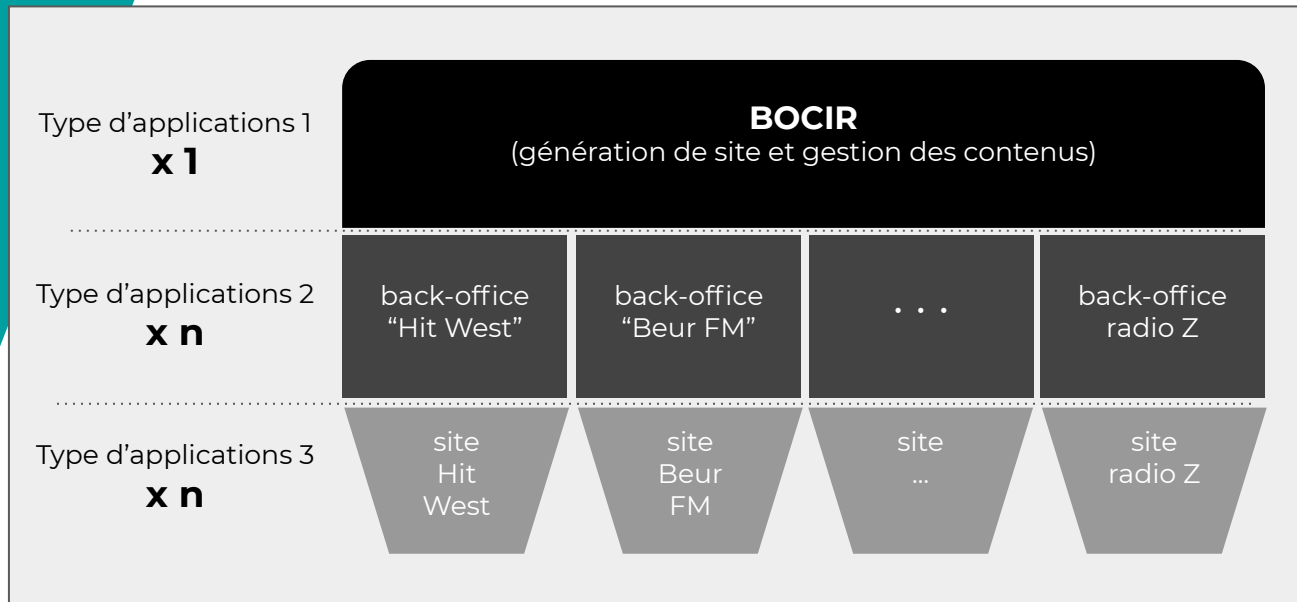 Type d’applications 1
x 1
BOCIR
(génération de site et gestion des contenus)
Type d’applications 2
x n
back-office
“Hit West”
back-office
“Beur FM”
. . .
back-office
radio Z
Type d’applications 3
x n
site
Hit
West
site
Beur
FM
site
...
site
radio Z